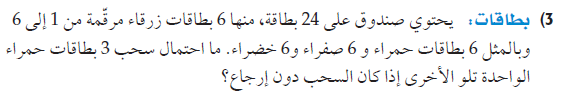 (3 بطاقات: يحتوي صندوق على 24 بطاقة، منها 6 بطاقات زرقاء مرقّمة من 1 إلى 6
وبالمثل 6 بطاقات حمراء و 6 صفراء و6 خضراء. ما احتمال سحب 3 بطاقات حمراء
الواحدة تلو الأخرى إذا كان السحب دون إرجاع؟